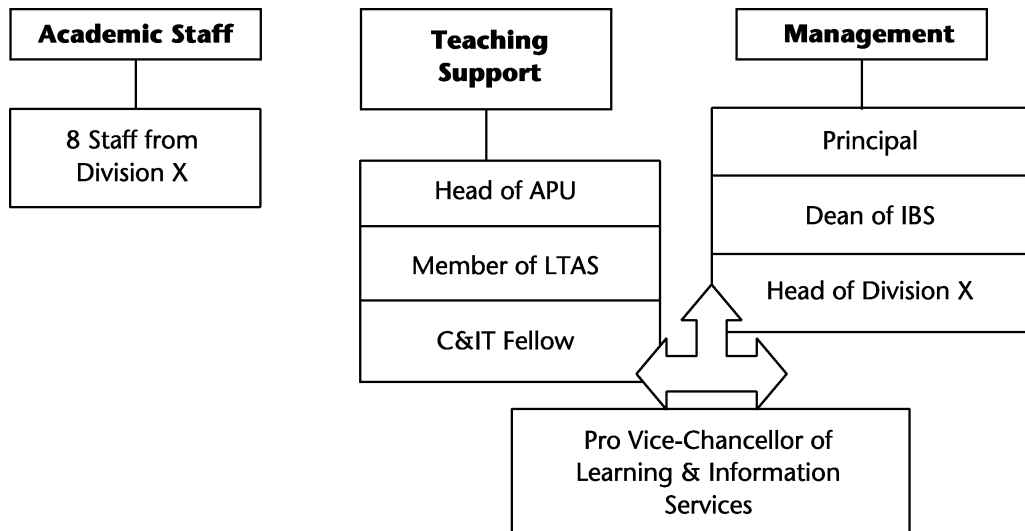 Academic Staff
8 Staff from
Division X
Teaching
Support
Head of APU
Member of LTAS
C&IT Fellow
Management
Principal
Dean of IBS
Head of Division X
Pro Vice-Chancellor of
Learning & Information
Services